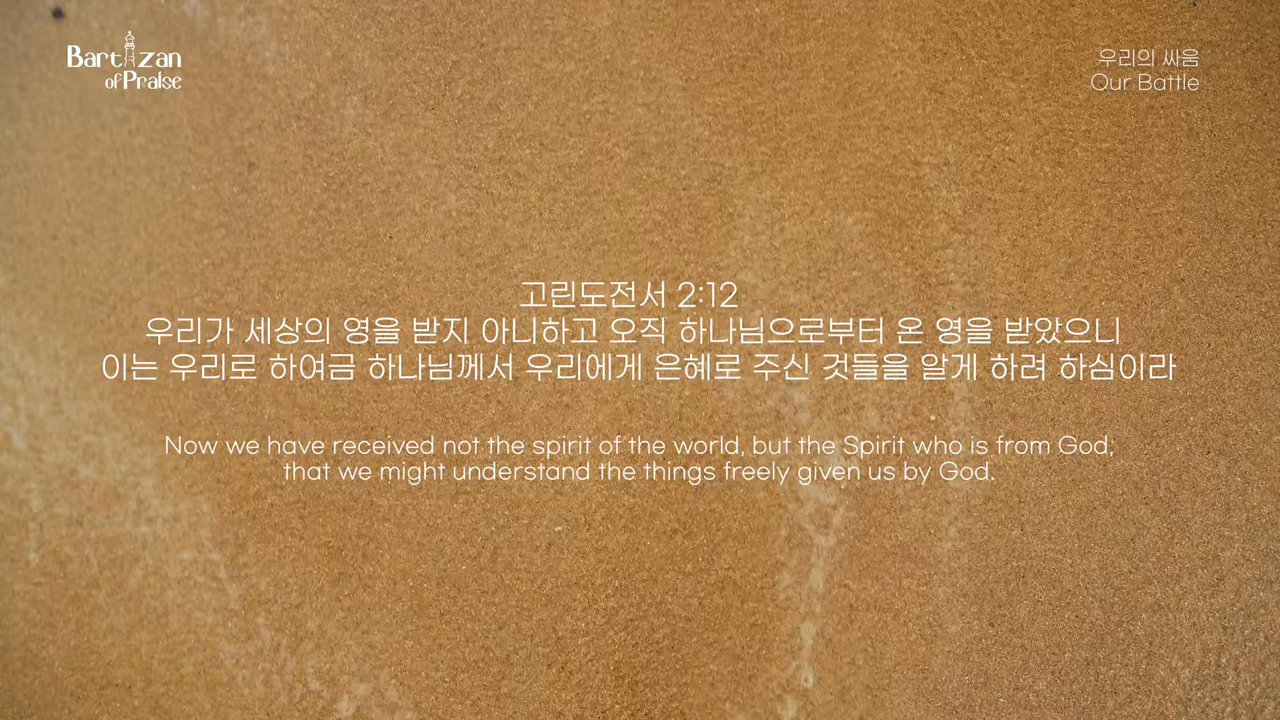 Bartizan
of Praise
우리의 싸움
Our Battle
고린도전서 2:12
우리가 세상의 영을 받지 아니하고 오직 하나님으로부터 온 영을 받았으니
이는 우리로 하여금 하나님께서 우리에게 은혜로 주신 것들을 알게 하려 하심이라
Now we have received not the spirit of the world, but the Spirit who is from God,
that we might understand the things freely given us by God.